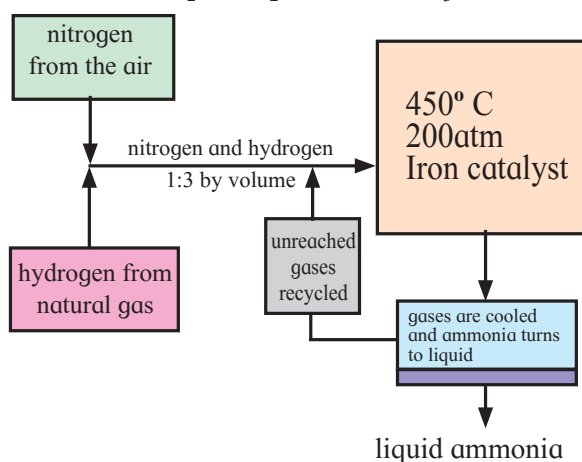 nitrogen
from the air
450º C
200atm
Iron catalyst
nitrogen and hydrogen
1:3 by volume
hydrogen from
natural gas
unreached
gases
recycled
gases are cooled
and ammonia turns
to liquid
liquid ammonia